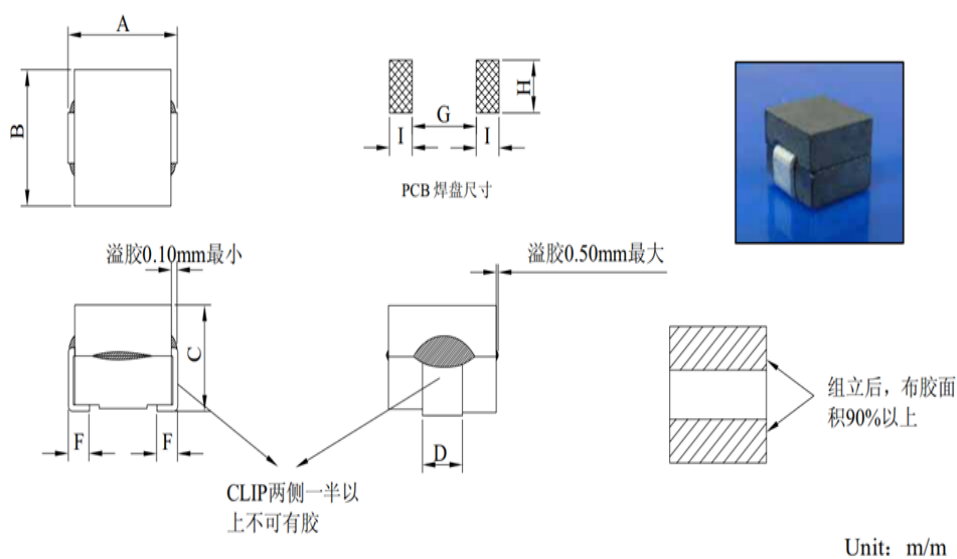 A
B
H
G
I
I
PCB 焊盘尺寸
溢胶0.10mm最小
溢胶0.50mm最大
C
F
F
D
组立后，布胶面
积90%以上
CLIP两侧一半以
上不可有胶
Unit: m/m